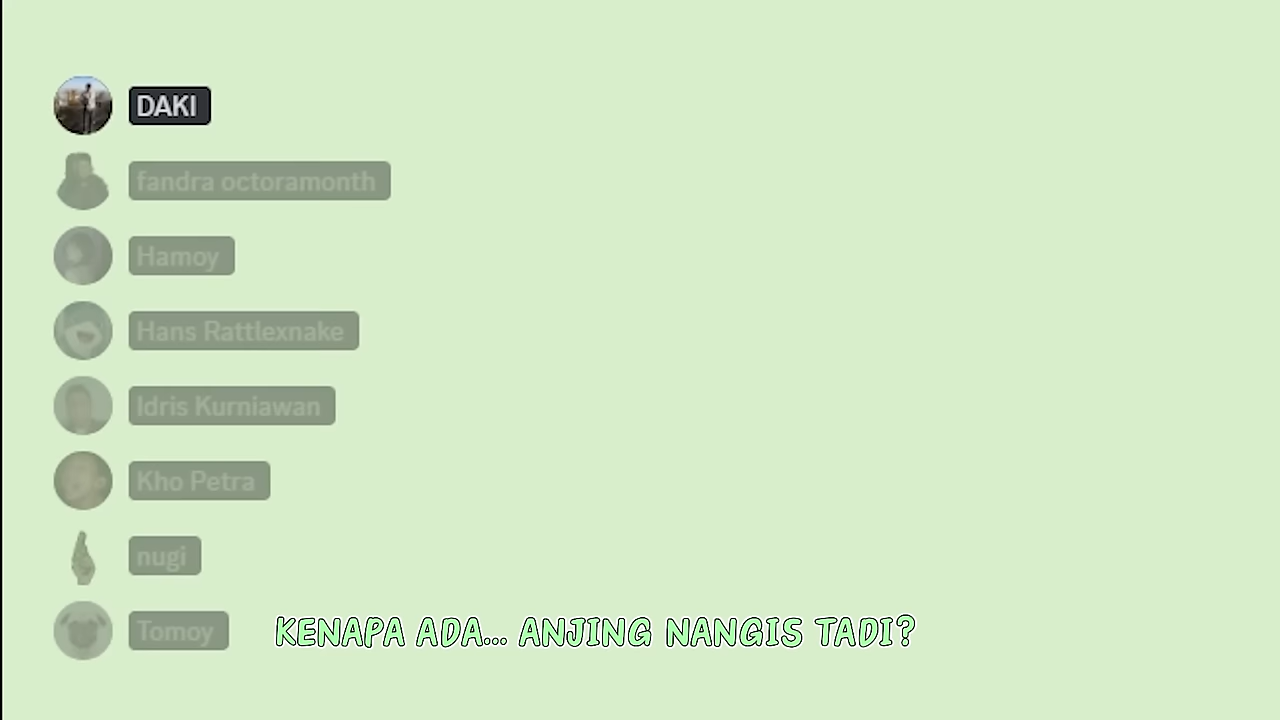 DAKI
fandra octoramonth
Hamoy
Hans Rattlexnake
Idris Kurniawan
Kho Petra
nugi
Tomoy
KENAPA ADA... ANJING NANGIS TADI?